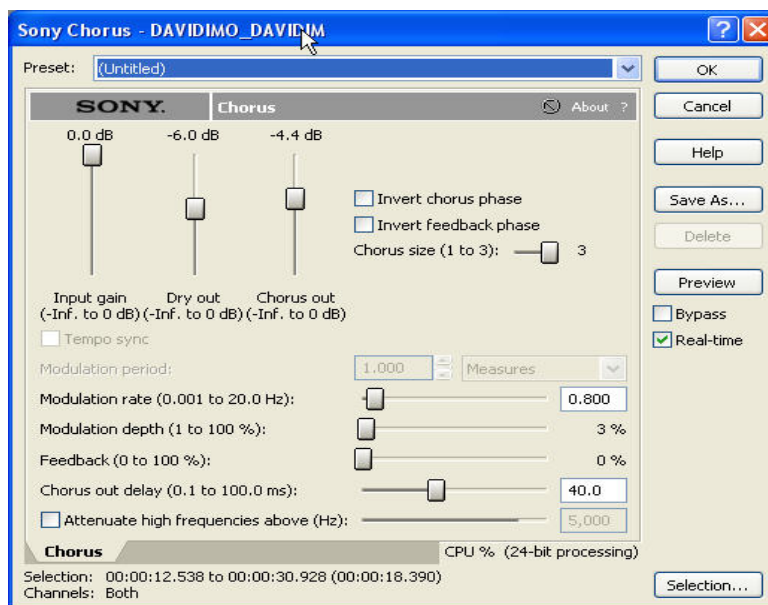 Sony Chorus - DAVIDIMO_DAVIDIM
Preset: (Untitled)
OK
SONY. Chorus About ?
Cancel
0.0 dB -6.0 dB -4.4 dB
Help
Invert chorus phase
Save As...
Invert feedback phase
Delete
Chorus size (1 to 3): 3
Preview
Input gain Dry out Chorus out
(-Inf. to 0 dB) (-Inf. to 0 dB) (-Inf. to 0 dB)
Bypass
Tempo sync
Real-time
Modulation period: 1.000 Measures
Modulation rate (0.001 to 20.0 Hz): 0.800
Modulation depth (1 to 100 %): 3 %
Feedback (0 to 100 %): 0 %
Chorus out delay (0.1 to 100.0 ms): 40.0
Attenuate high frequencies above (Hz): 5,000
Chorus CPU % (24-bit processing)
Selection: 00:00:12.538 to 00:00:30.928 (00:00:18.390)
Channels: Both
Selection...